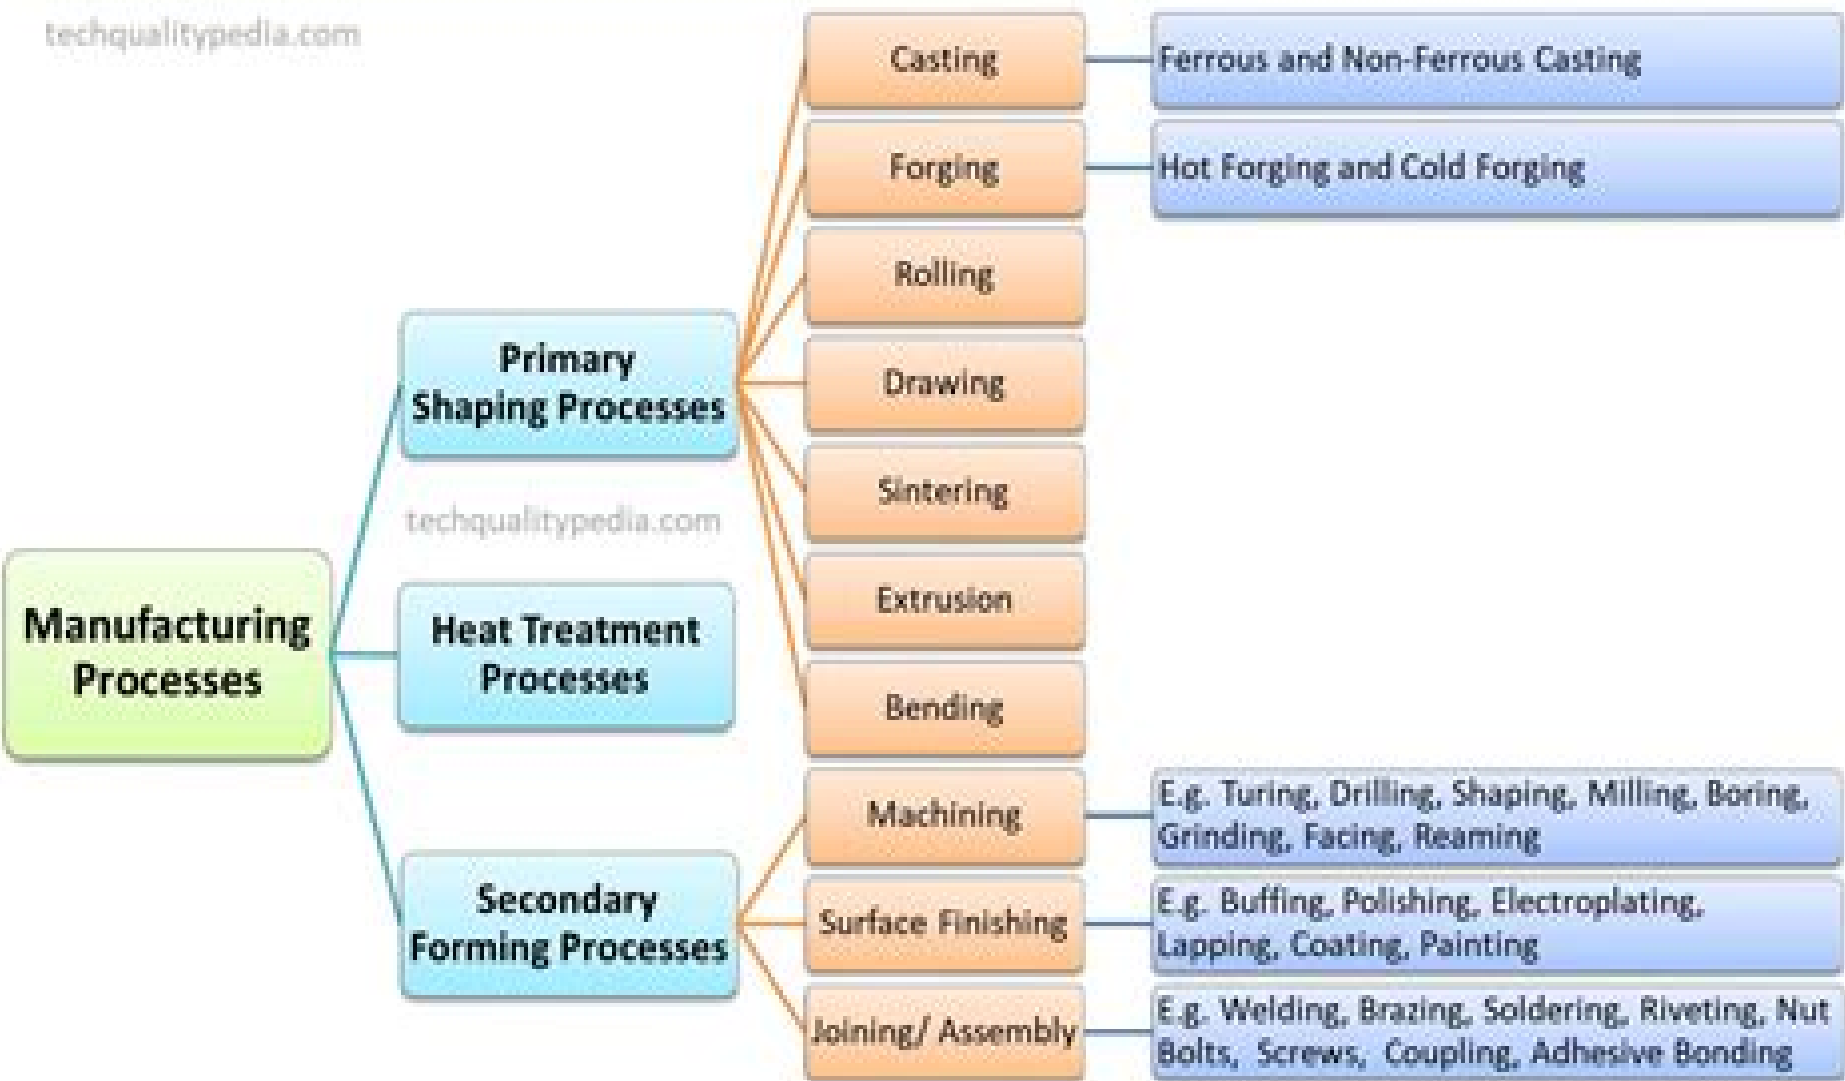 techqualitypedia.com
Manufacturing
Processes
Primary
Shaping Processes
techqualitypedia.com
Heat Treatment
Processes
Secondary
Forming Processes
Casting
Ferrous and Non-Ferrous Casting
Forging
Hot Forging and Cold Forging
Rolling
Drawing
Sintering
Extrusion
Bending
Machining
E.g. Turing, Drilling, Shaping, Milling, Boring,
Grinding, Facing, Reaming
Surface Finishing
E.g. Buffing, Polishing, Electroplating,
Lapping, Coating, Painting
Joining/ Assembly
E.g. Welding, Brazing, Soldering, Riveting, Nut
Bolts, Screws, Coupling, Adhesive Bonding